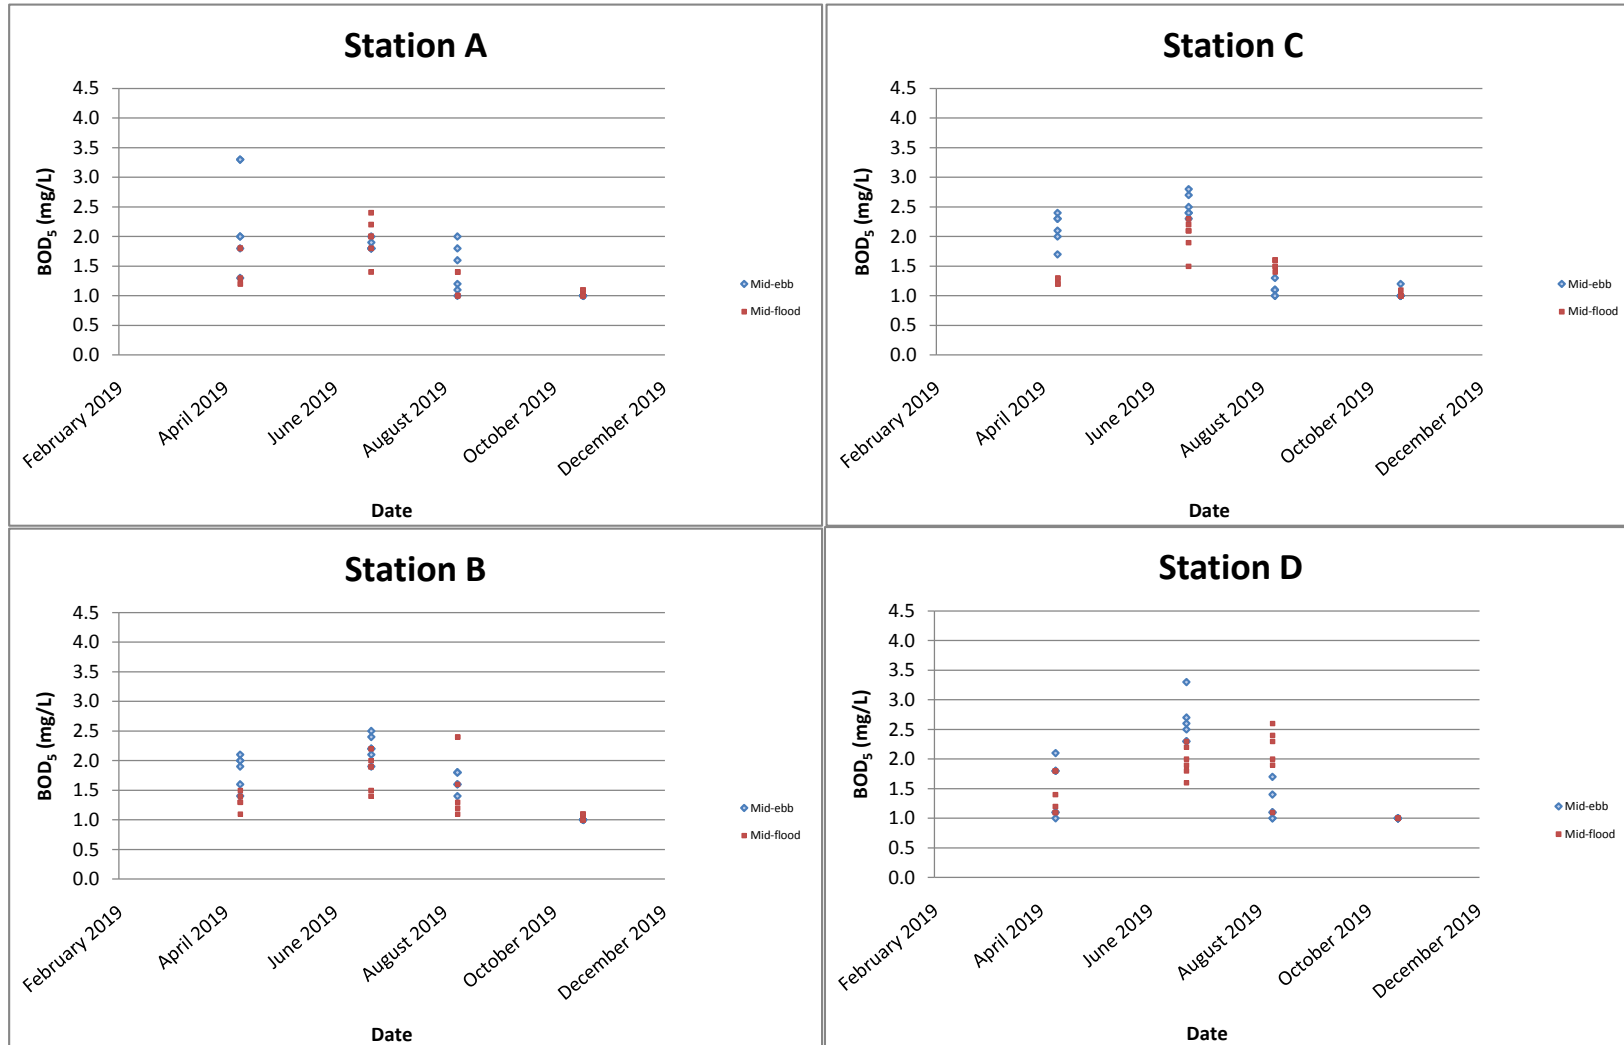 Station A
4.5
4.0
3.5
3.0
2.5
2.0
1.5
1.0
0.5
0.0
BOD5 (mg/L)
February 2019
April 2019
June 2019
August 2019
October 2019
December 2019
Date
Mid-ebb
Mid-flood
Station C
4.5
4.0
3.5
3.0
2.5
2.0
1.5
1.0
0.5
0.0
BOD5 (mg/L)
February 2019
April 2019
June 2019
August 2019
October 2019
December 2019
Date
Mid-ebb
Mid-flood
Station B
4.5
4.0
3.5
3.0
2.5
2.0
1.5
1.0
0.5
0.0
BOD5 (mg/L)
February 2019
April 2019
June 2019
August 2019
October 2019
December 2019
Date
Mid-ebb
Mid-flood
Station D
4.5
4.0
3.5
3.0
2.5
2.0
1.5
1.0
0.5
0.0
BOD5 (mg/L)
February 2019
April 2019
June 2019
August 2019
October 2019
December 2019
Date
Mid-ebb
Mid-flood